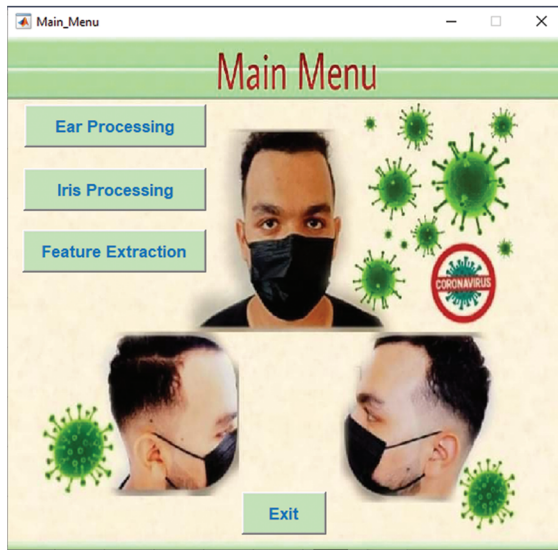 Main_Menu
Main Menu
Ear Processing
Iris Processing
Feature Extraction
CORONAVIRUS
Exit